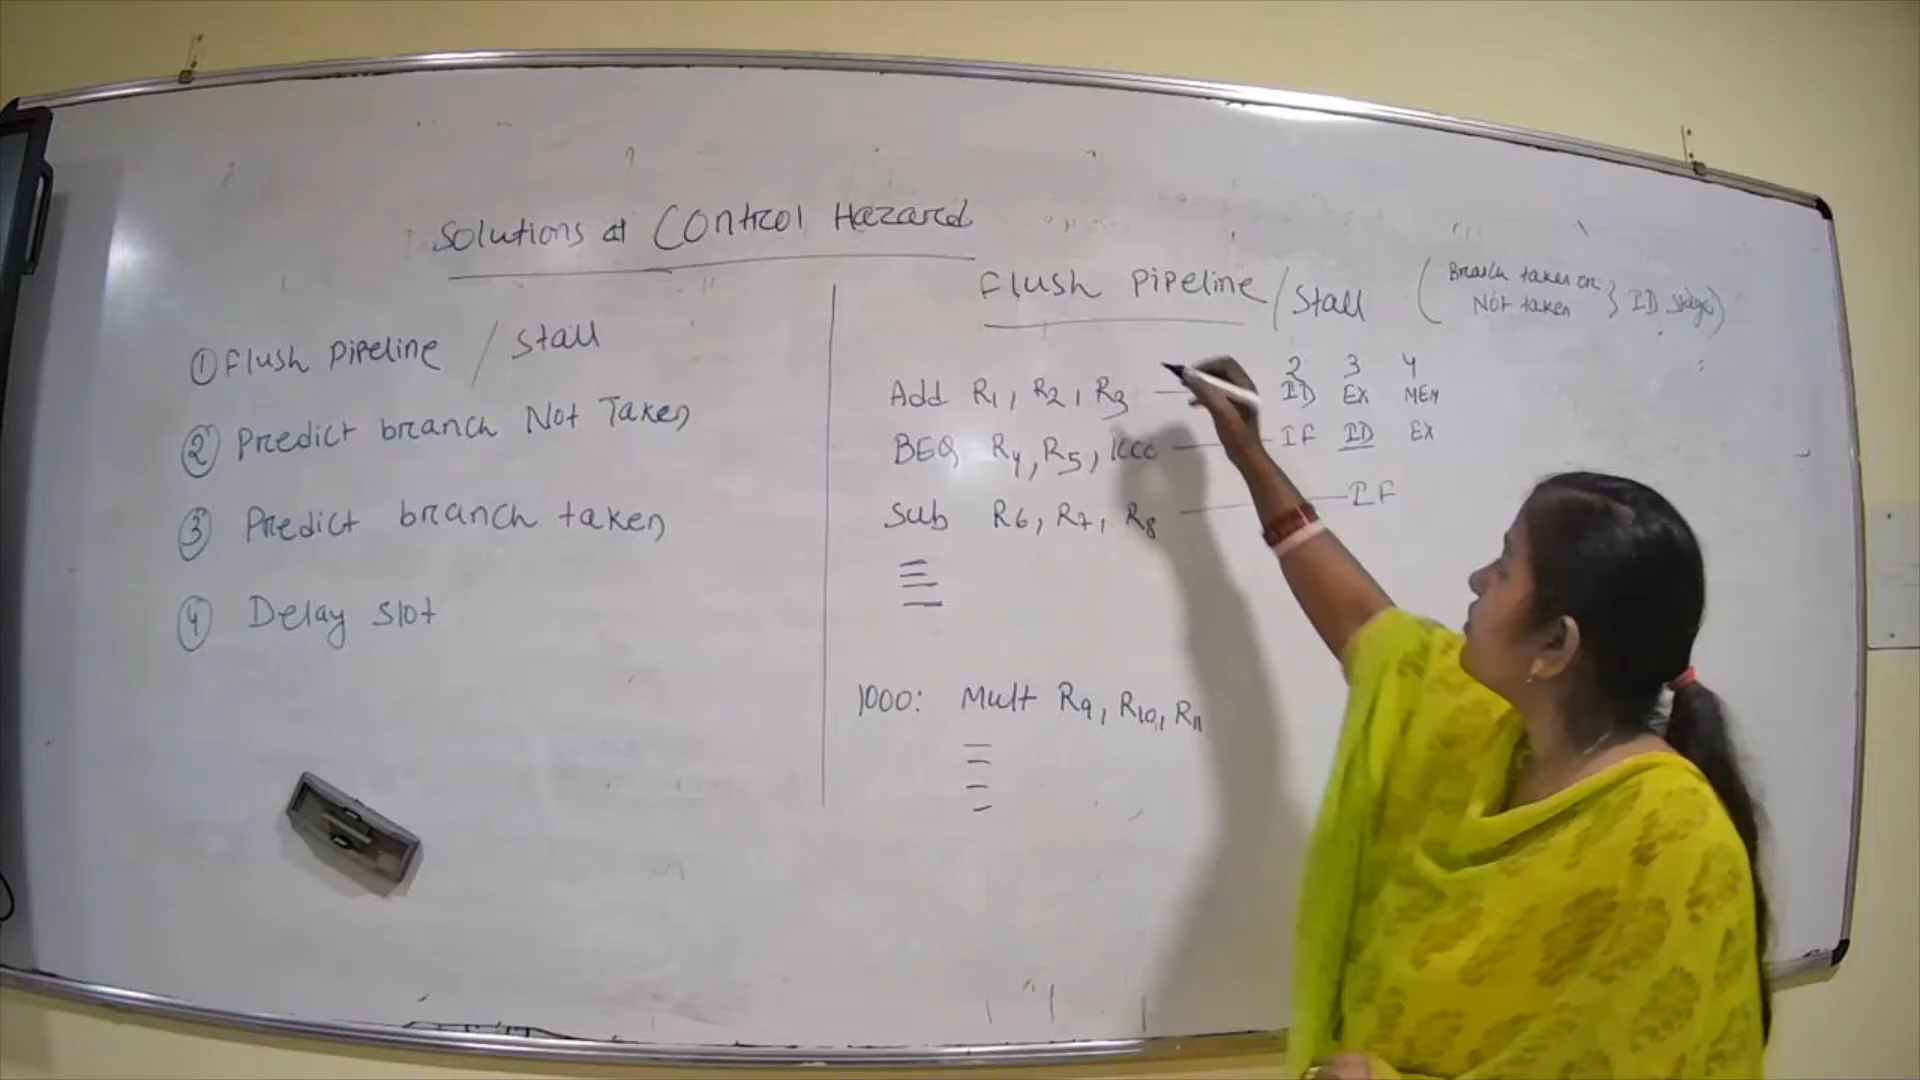 Solutions of Control Hazard
① Flush Pipeline / Stall
② Predict branch Not Taken
③ Predict branch taken
④ Delay slot
Flush Pipeline / Stall
(Branch taken or Not taken } ID stage)
2 3 4
Add R1, R2, R3 — ID EX MEM
BEQ R4, R5, 1000 — IF ID EX
Sub R6, R7, R8 — IF
1000: Mult R9, R10, R11